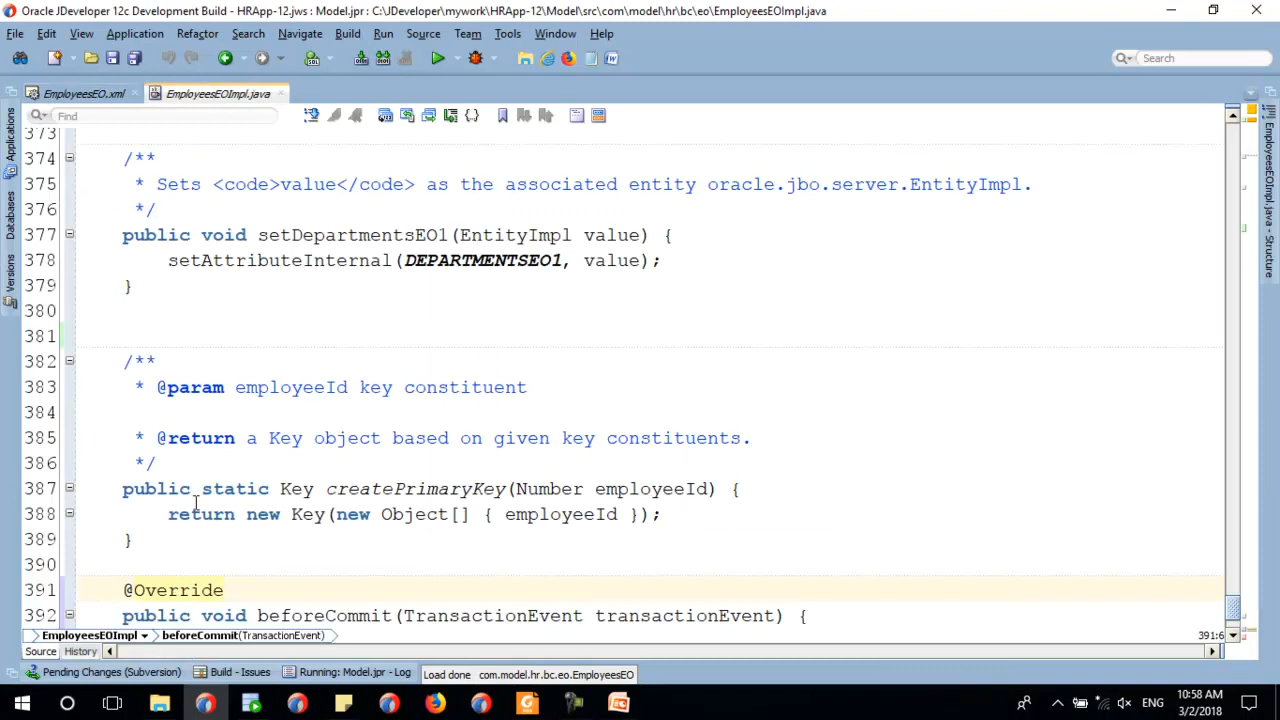 Oracle JDeveloper 12c Development Build - HRApp-12.jws : Model.jpr : C:\JDeveloper\mywork\HRApp-12\Model\src\com\model\hr\bc\eo\EmployeesEOImpl.java
File Edit View Application Refactor Search Navigate Build Run Source Team Tools Window Help
Search
EmployeesEO.xml EmployeesEOImpl.java
Find
373
374 /**
375 * Sets <code>value</code> as the associated entity oracle.jbo.server.EntityImpl.
376 */
377 public void setDepartmentsEO1(EntityImpl value) {
378 setAttributeInternal(DEPARTMENTSEO1, value);
379 }
380
381
382 /**
383 * @param employeeId key constituent
384
385 * @return a Key object based on given key constituents.
386 */
387 public static Key createPrimaryKey(Number employeeId) {
388 return new Key(new Object[] { employeeId });
389 }
390
391 @Override
392 public void beforeCommit(TransactionEvent transactionEvent) {
Applications
Databases
Versions
EmployeesEOImpl.java - Structure
EmployeesEOImpl beforeCommit(TransactionEvent) 391:6
Source History
Pending Changes (Subversion) Build - Issues Running: Model.jpr - Log Load done com.model.hr.bc.eo.EmployeesEO
ENG 10:58 AM
3/2/2018